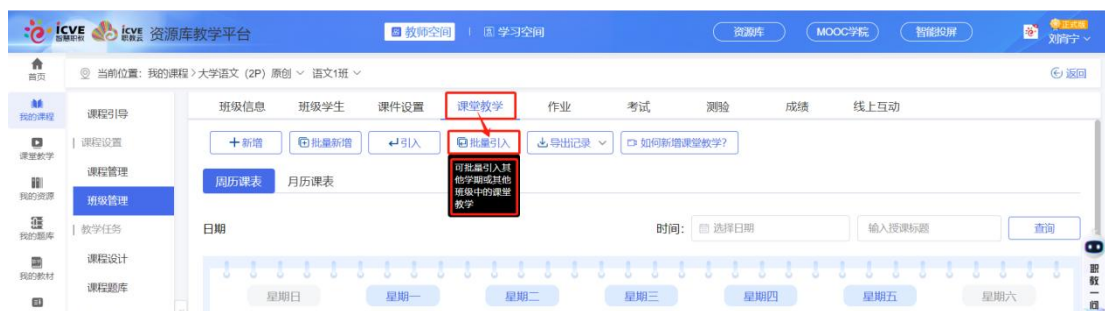 icve 智慧职教 icve 职教云 资源库教学平台 教师空间 学习空间 资源库 MOOC学院 智能投屏 正式版 刘向宁
首页
当前位置：我的课程 > 大学语文（2P）原创 语文1班
返回
我的课程
课堂教学
我的资源
我的题库
我的教材
课程引导
课程设置
课程管理
班级管理
教学任务
课程设计
课程题库
班级信息 班级学生 课件设置 课堂教学 作业 考试 测验 成绩 线上互动
新增 批量新增 引入 批量引入 导出记录 如何新增课堂教学？
可批量引入其
他学期或其他
班级中的课堂
教学
周历课表 月历课表
日期 时间： 选择日期 输入授课标题 查询
星期日 星期一 星期二 星期三 星期四 星期五 星期六
职教一问